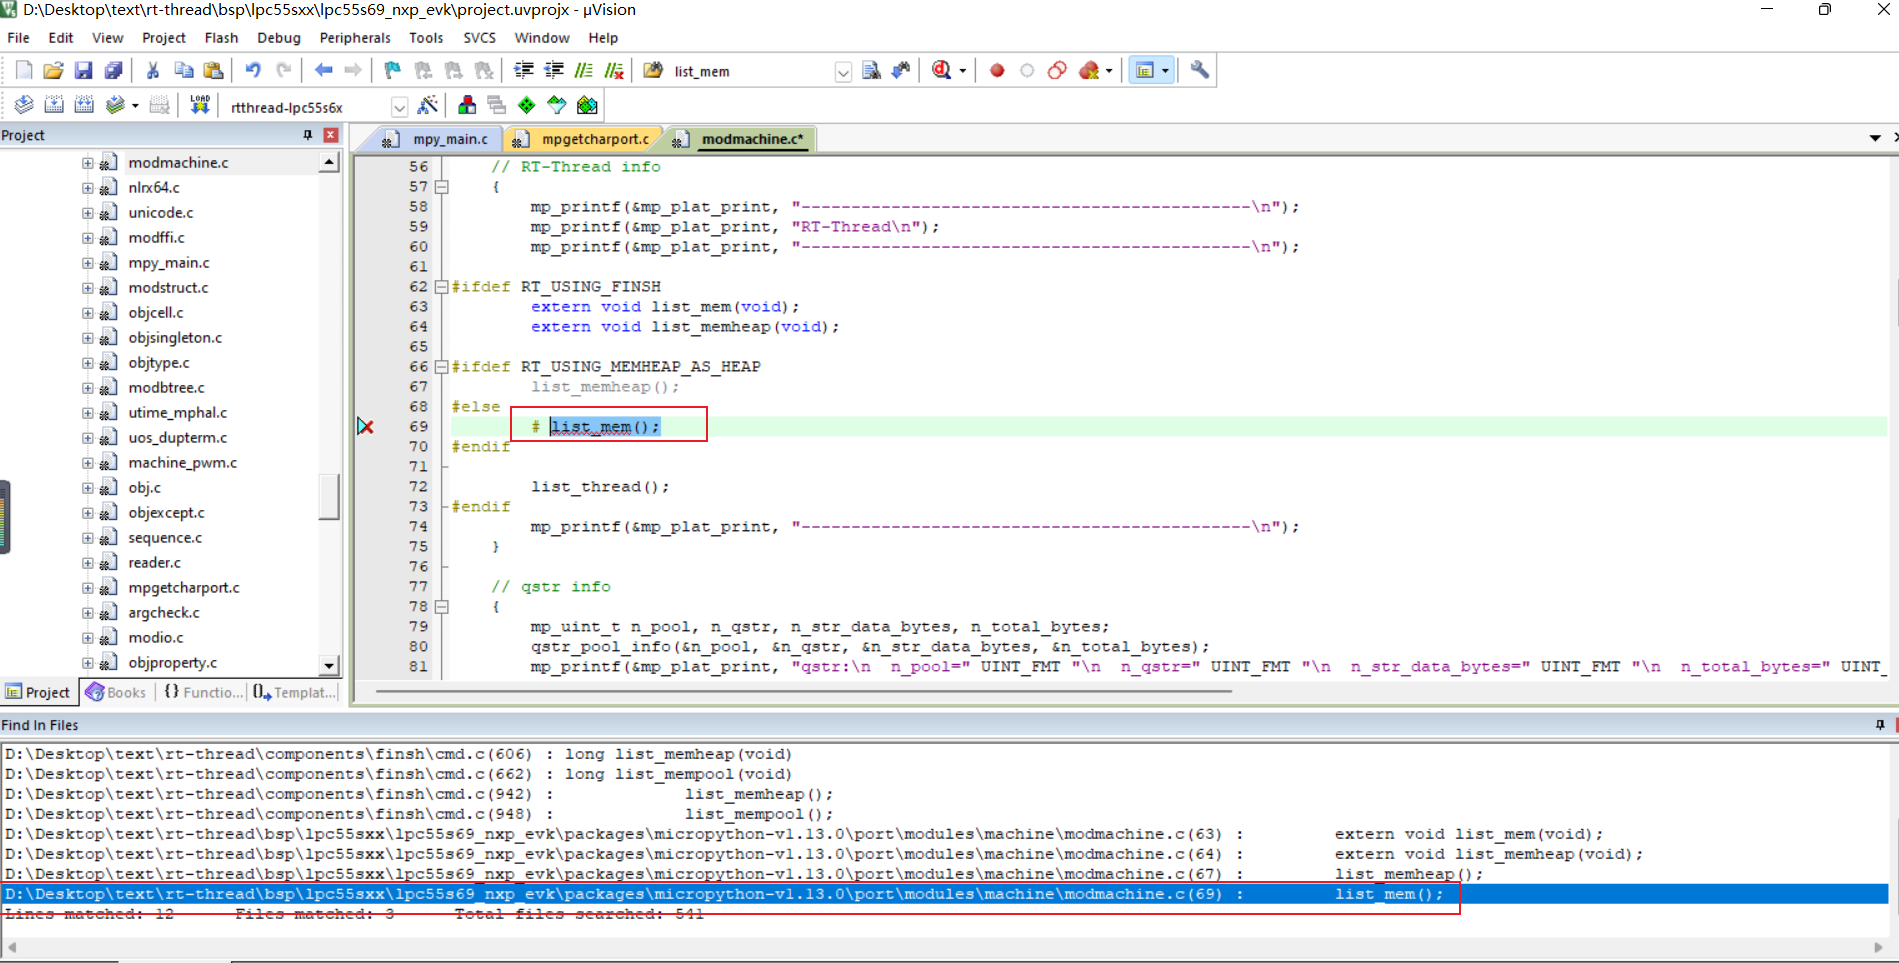 D:\Desktop\text\rt-thread\bsp\lpc55sxx\lpc55s69_nxp_evk\project.uvprojx - µVision
File Edit View Project Flash Debug Peripherals Tools SVCS Window Help
list_mem
LOAD rtthread-lpc55s6x
Project
modmachine.c
nlrx64.c
unicode.c
modffi.c
mpy_main.c
modstruct.c
objcell.c
objsingleton.c
objtype.c
modbtree.c
utime_mphal.c
uos_dupterm.c
machine_pwm.c
obj.c
objexcept.c
sequence.c
reader.c
mpgetcharport.c
argcheck.c
modio.c
objproperty.c
Project Books {} Functio... Templat...
mpy_main.c mpgetcharport.c modmachine.c*
56 // RT-Thread info
57 {
58 mp_printf(&mp_plat_print, "---------------------------------------------\n");
59 mp_printf(&mp_plat_print, "RT-Thread\n");
60 mp_printf(&mp_plat_print, "---------------------------------------------\n");
61
62 #ifdef RT_USING_FINSH
63 extern void list_mem(void);
64 extern void list_memheap(void);
65
66 #ifdef RT_USING_MEMHEAP_AS_HEAP
67 list_memheap();
68 #else
69 # list_mem();
70 #endif
71
72 list_thread();
73 #endif
74 mp_printf(&mp_plat_print, "---------------------------------------------\n");
75 }
76
77 // qstr info
78 {
79 mp_uint_t n_pool, n_qstr, n_str_data_bytes, n_total_bytes;
80 qstr_pool_info(&n_pool, &n_qstr, &n_str_data_bytes, &n_total_bytes);
81 mp_printf(&mp_plat_print, "qstr:\n n_pool=" UINT_FMT "\n n_qstr=" UINT_FMT "\n n_str_data_bytes=" UINT_FMT "\n n_total_bytes=" UINT_
Find In Files
D:\Desktop\text\rt-thread\components\finsh\cmd.c(606) : long list_memheap(void)
D:\Desktop\text\rt-thread\components\finsh\cmd.c(662) : long list_mempool(void)
D:\Desktop\text\rt-thread\components\finsh\cmd.c(942) : list_memheap();
D:\Desktop\text\rt-thread\components\finsh\cmd.c(948) : list_mempool();
D:\Desktop\text\rt-thread\bsp\lpc55sxx\lpc55s69_nxp_evk\packages\micropython-v1.13.0\port\modules\machine\modmachine.c(63) : extern void list_mem(void);
D:\Desktop\text\rt-thread\bsp\lpc55sxx\lpc55s69_nxp_evk\packages\micropython-v1.13.0\port\modules\machine\modmachine.c(64) : extern void list_memheap(void);
D:\Desktop\text\rt-thread\bsp\lpc55sxx\lpc55s69_nxp_evk\packages\micropython-v1.13.0\port\modules\machine\modmachine.c(67) : list_memheap();
D:\Desktop\text\rt-thread\bsp\lpc55sxx\lpc55s69_nxp_evk\packages\micropython-v1.13.0\port\modules\machine\modmachine.c(69) : list_mem();
Lines matched: 12 Files matched: 3 Total files searched: 541